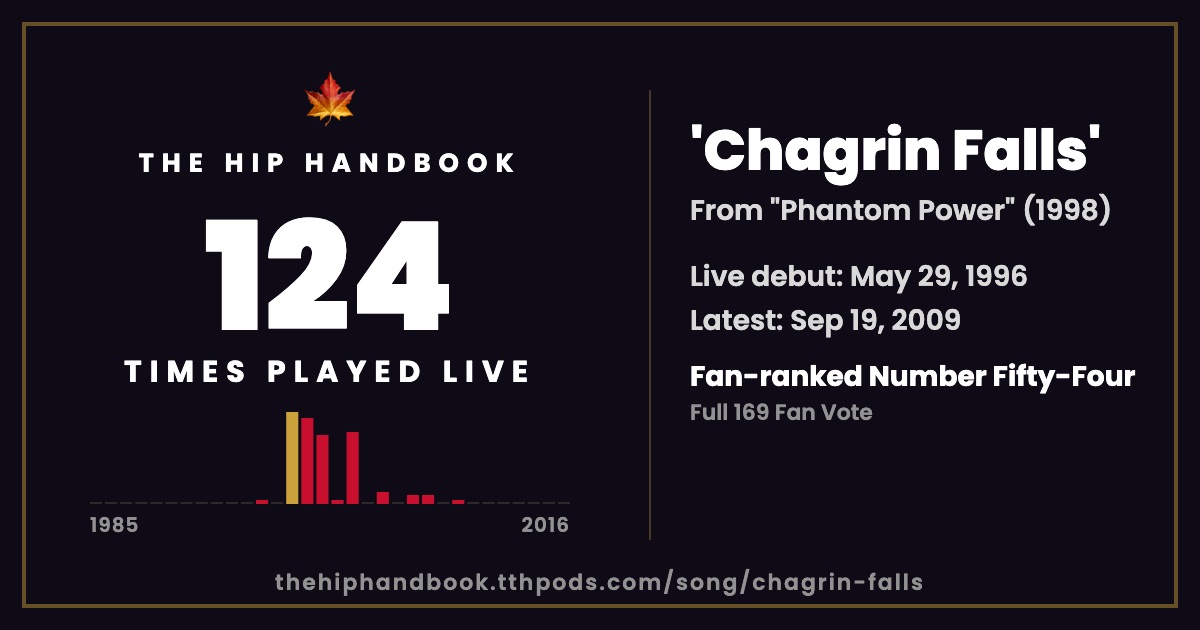 THE HIP HANDBOOK
124
TIMES PLAYED LIVE
1985
2016
'Chagrin Falls'
From "Phantom Power" (1998)
Live debut: May 29, 1996
Latest: Sep 19, 2009
Fan-ranked Number Fifty-Four
Full 169 Fan Vote
thehiphandbook.tthpods.com/song/chagrin-falls